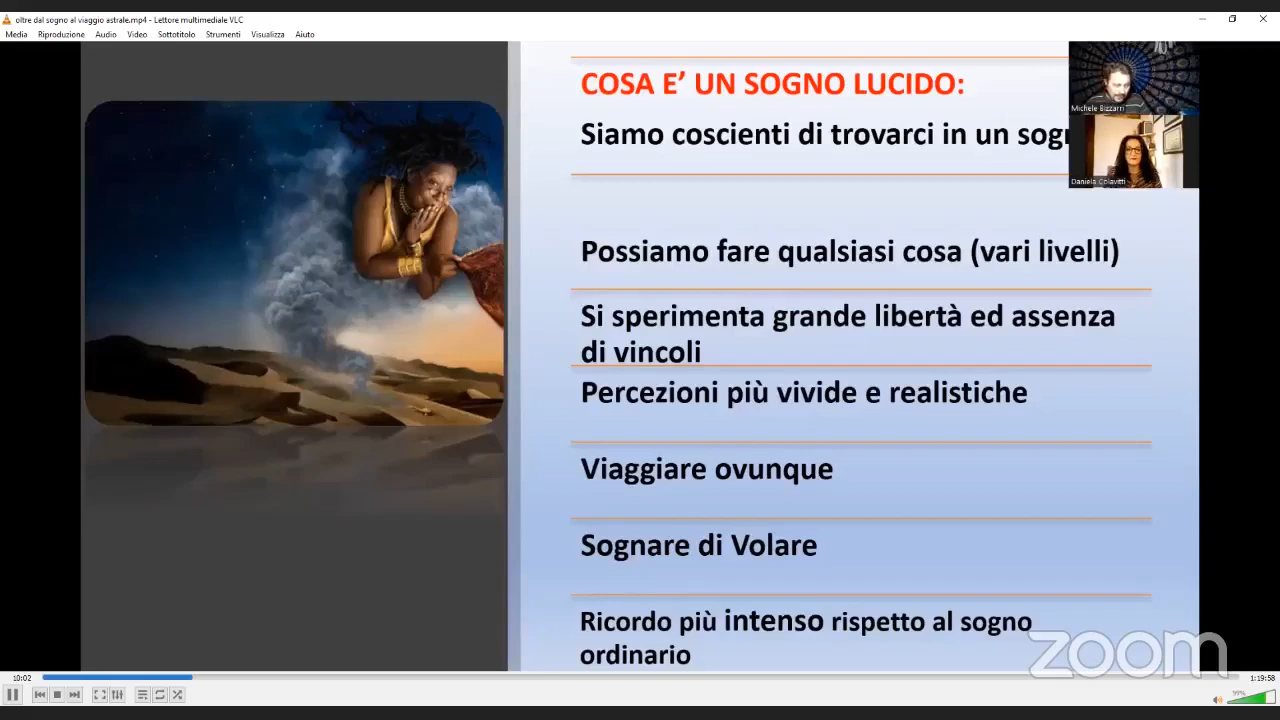 oltre dal sogno al viaggio astrale.mp4 - Lettore multimediale VLC
Media Riproduzione Audio Video Sottotitolo Strumenti Visualizza Aiuto
COSA E’ UN SOGNO LUCIDO:
Siamo coscienti di trovarci in un sogn
Michele Bizzarri
Daniela Colavitti
Possiamo fare qualsiasi cosa (vari livelli)
Si sperimenta grande libertà ed assenza
di vincoli
Percezioni più vivide e realistiche
Viaggiare ovunque
Sognare di Volare
Ricordo più intenso rispetto al sogno
ordinario
zoom
10:02
1:19:58
99%